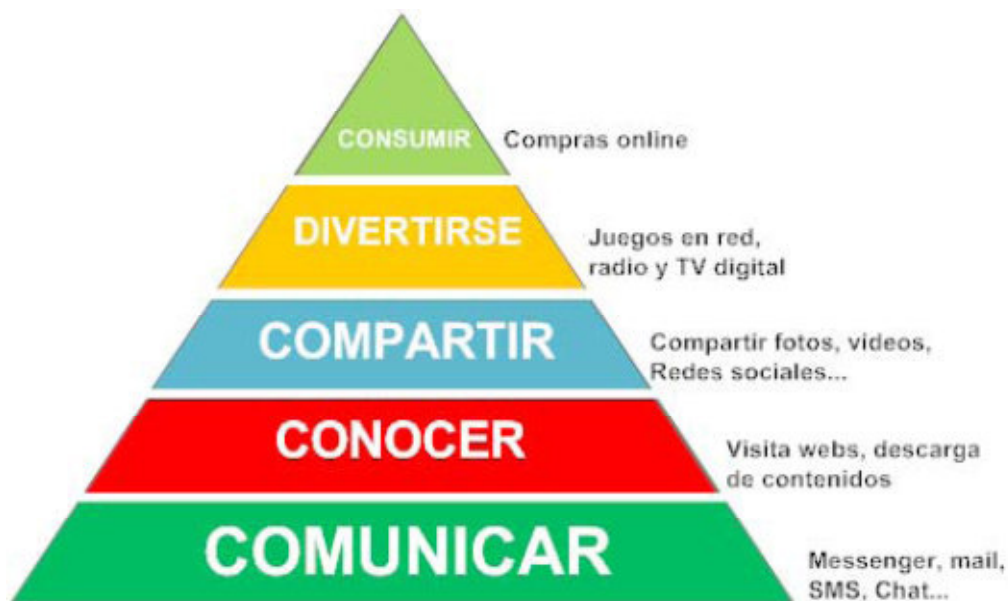 CONSUMIR
Compras online
DIVERTIRSE
Juegos en red,
radio y TV digital
COMPARTIR
Compartir fotos, vídeos,
Redes sociales...
CONOCER
Visita webs, descarga
de contenidos
COMUNICAR
Messenger, mail,
SMS, Chat...